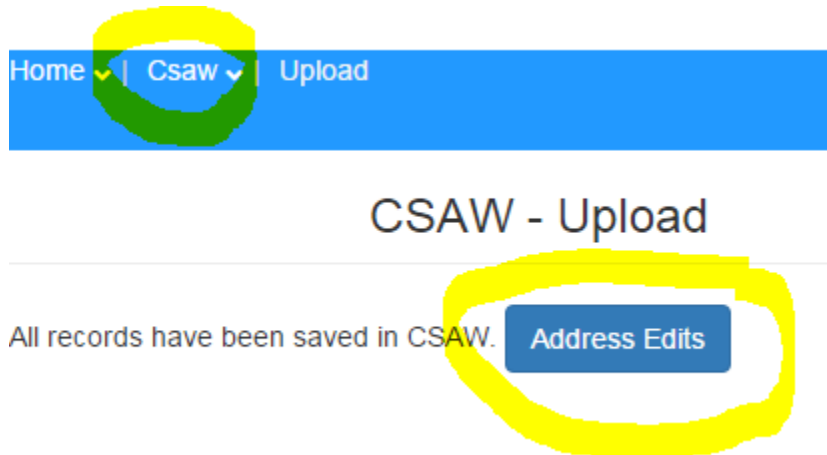 Home | Csaw | Upload
CSAW - Upload
All records have been saved in CSAW. Address Edits